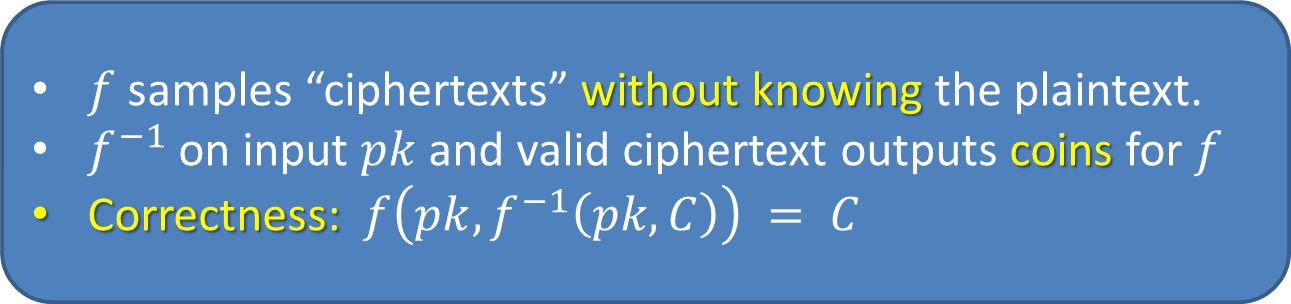 • f samples “ciphertexts” without knowing the plaintext.
• f⁻¹ on input pk and valid ciphertext outputs coins for f
• Correctness: f(pk, f⁻¹(pk, C)) = C